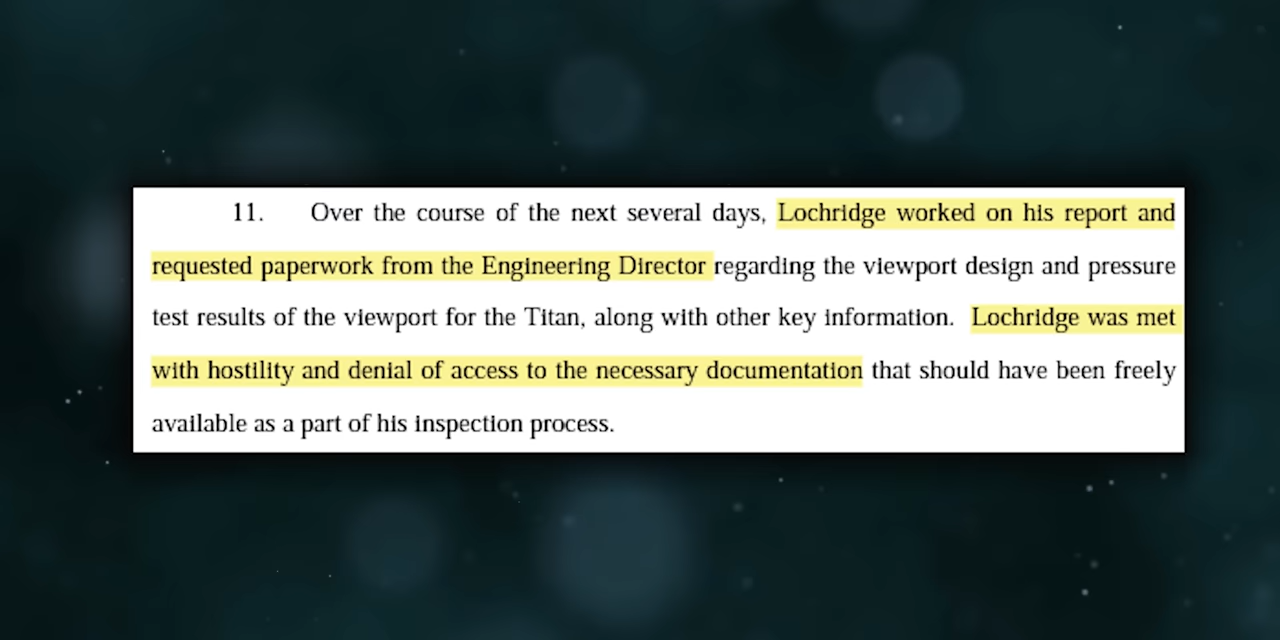 11. Over the course of the next several days, Lochridge worked on his report and
requested paperwork from the Engineering Director regarding the viewport design and pressure
test results of the viewport for the Titan, along with other key information. Lochridge was met
with hostility and denial of access to the necessary documentation that should have been freely
available as a part of his inspection process.